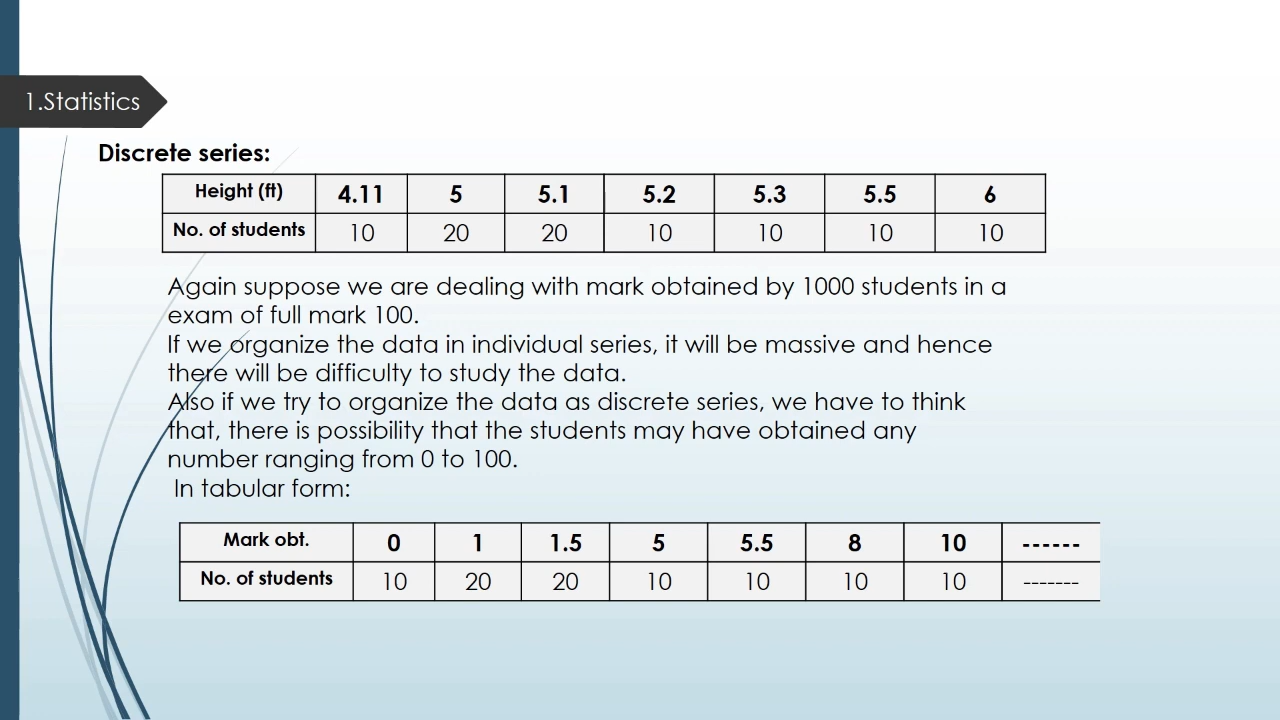 1.Statistics
Discrete series:
Height (ft) 4.11 5 5.1 5.2 5.3 5.5 6
No. of students 10 20 20 10 10 10 10
Again suppose we are dealing with mark obtained by 1000 students in a
exam of full mark 100.
If we organize the data in individual series, it will be massive and hence
there will be difficulty to study the data.
Also if we try to organize the data as discrete series, we have to think
that, there is possibility that the students may have obtained any
number ranging from 0 to 100.
In tabular form:
Mark obt. 0 1 1.5 5 5.5 8 10 ------
No. of students 10 20 20 10 10 10 10 -------